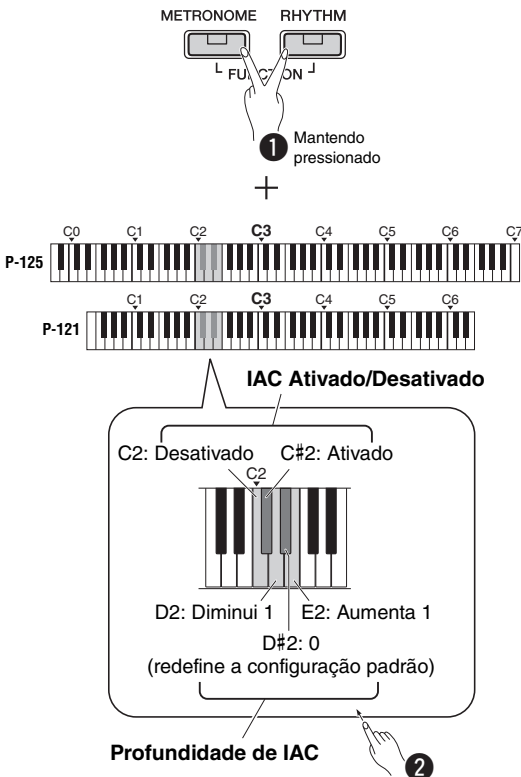 METRONOME RHYTHM
FUNCTION
1 Mantendo
pressionado
+
C0 C1 C2 C3 C4 C5 C6 C7
P-125
C1 C2 C3 C4 C5 C6
P-121
IAC Ativado/Desativado
C2: Desativado C#2: Ativado
C2
D2: Diminui 1 E2: Aumenta 1
D#2: 0
(redefine a configuração padrão)
Profundidade de IAC
2